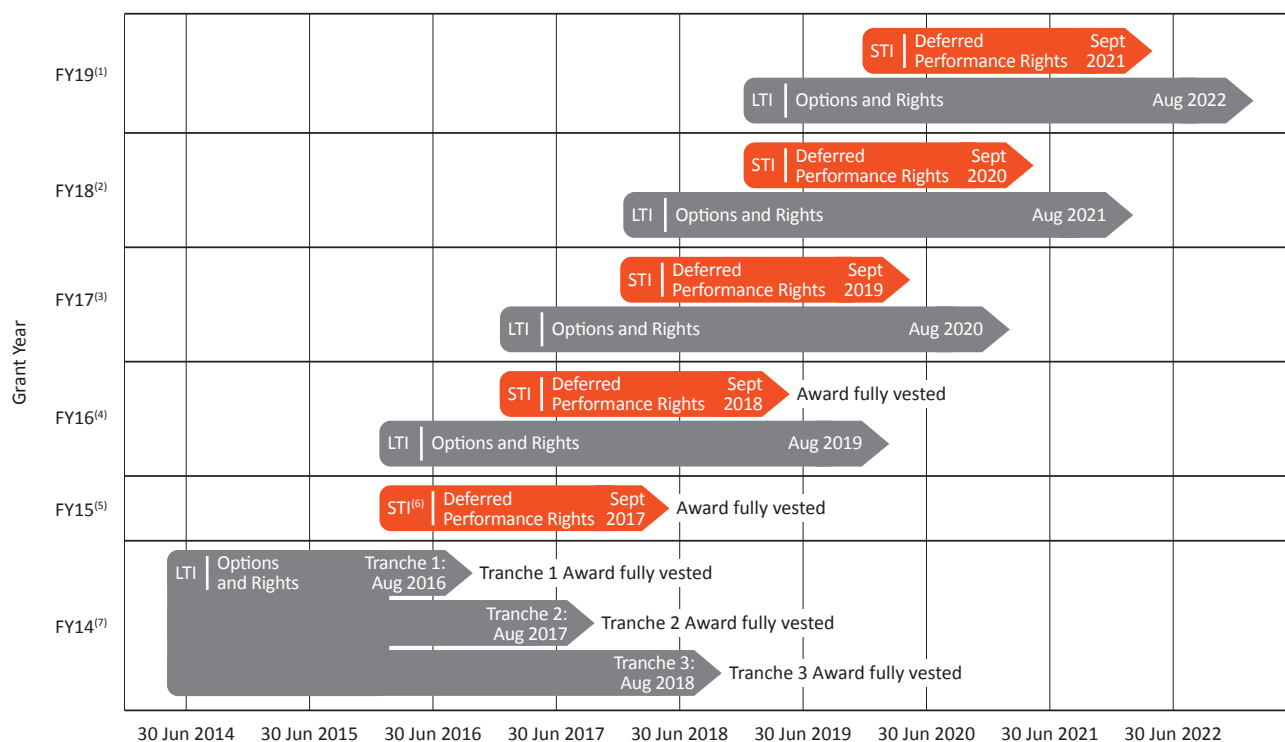 Grant Year
FY19(1)
STI
Deferred
Performance Rights
Sept
2021
LTI
Options and Rights
Aug 2022
FY18(2)
STI
Deferred
Performance Rights
Sept
2020
LTI
Options and Rights
Aug 2021
FY17(3)
STI
Deferred
Performance Rights
Sept
2019
LTI
Options and Rights
Aug 2020
FY16(4)
STI
Deferred
Performance Rights
Sept
2018
Award fully vested
LTI
Options and Rights
Aug 2019
FY15(5)
STI(6)
Deferred
Performance Rights
Sept
2017
Award fully vested
FY14(7)
LTI
Options
and Rights
Tranche 1:
Aug 2016
Tranche 1 Award fully vested
Tranche 2:
Aug 2017
Tranche 2 Award fully vested
Tranche 3:
Aug 2018
Tranche 3 Award fully vested
30 Jun 2014
30 Jun 2015
30 Jun 2016
30 Jun 2017
30 Jun 2018
30 Jun 2019
30 Jun 2020
30 Jun 2021
30 Jun 2022